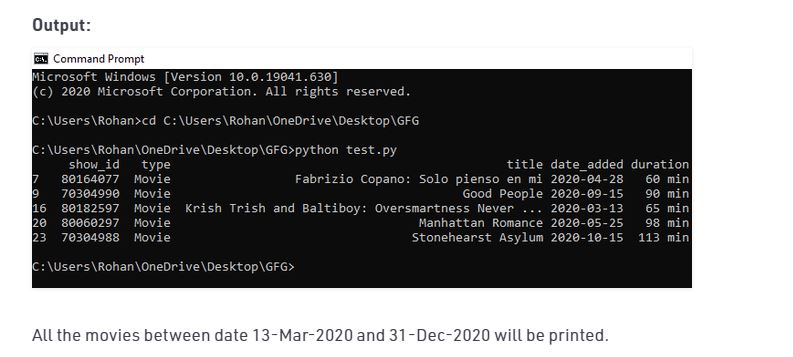 Output:
Command Prompt
Microsoft Windows [Version 10.0.19041.630]
(c) 2020 Microsoft Corporation. All rights reserved.
C:\Users\Rohan>cd C:\Users\Rohan\OneDrive\Desktop\GFG
C:\Users\Rohan\OneDrive\Desktop\GFG>python test.py
show_id type title date_added duration
7 80164077 Movie Fabrizio Copano: Solo pienso en mi 2020-04-28 60 min
9 70304990 Movie Good People 2020-09-15 90 min
16 80182597 Movie Krish Trish and Baltiboy: Oversmartness Never ... 2020-03-13 65 min
20 80060297 Movie Manhattan Romance 2020-05-25 98 min
23 70304988 Movie Stonehearst Asylum 2020-10-15 113 min
C:\Users\Rohan\OneDrive\Desktop\GFG>
All the movies between date 13-Mar-2020 and 31-Dec-2020 will be printed.